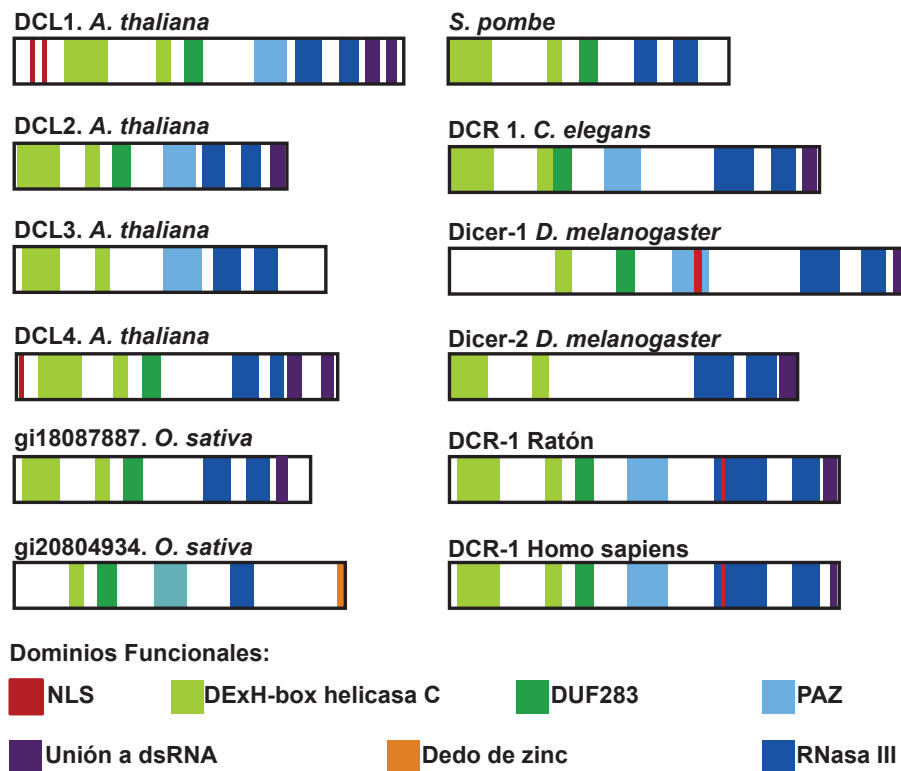 DCL1. A. thaliana
S. pombe
DCL2. A. thaliana
DCR 1. C. elegans
DCL3. A. thaliana
Dicer-1 D. melanogaster
DCL4. A. thaliana
Dicer-2 D. melanogaster
gi18087887. O. sativa
DCR-1 Ratón
gi20804934. O. sativa
DCR-1 Homo sapiens
Dominios Funcionales:
NLS
DExH-box helicasa C
DUF283
PAZ
Unión a dsRNA
Dedo de zinc
RNasa III